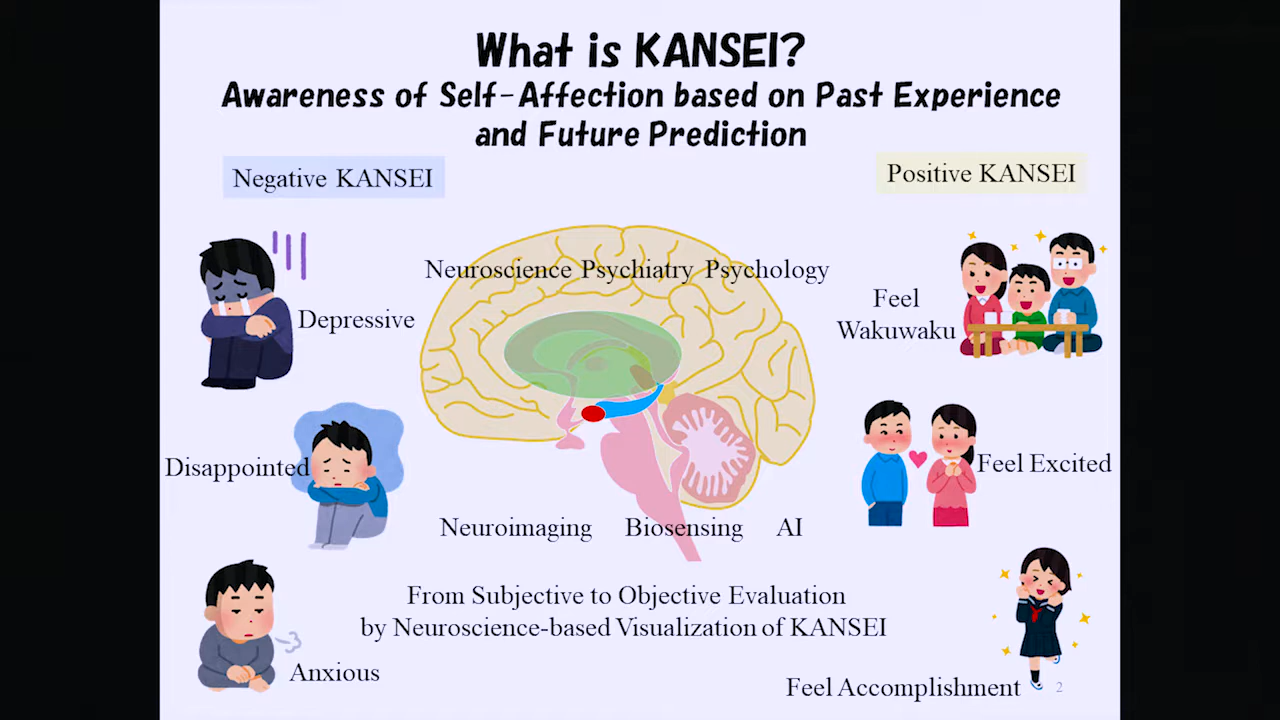 What is KANSEI?
Awareness of Self-Affection based on Past Experience
and Future Prediction
Negative KANSEI
Positive KANSEI
Neuroscience Psychiatry Psychology
Depressive
Feel
Wakuwaku
Disappointed
Feel Excited
Neuroimaging Biosensing AI
From Subjective to Objective Evaluation
by Neuroscience-based Visualization of KANSEI
Anxious
Feel Accomplishment
2